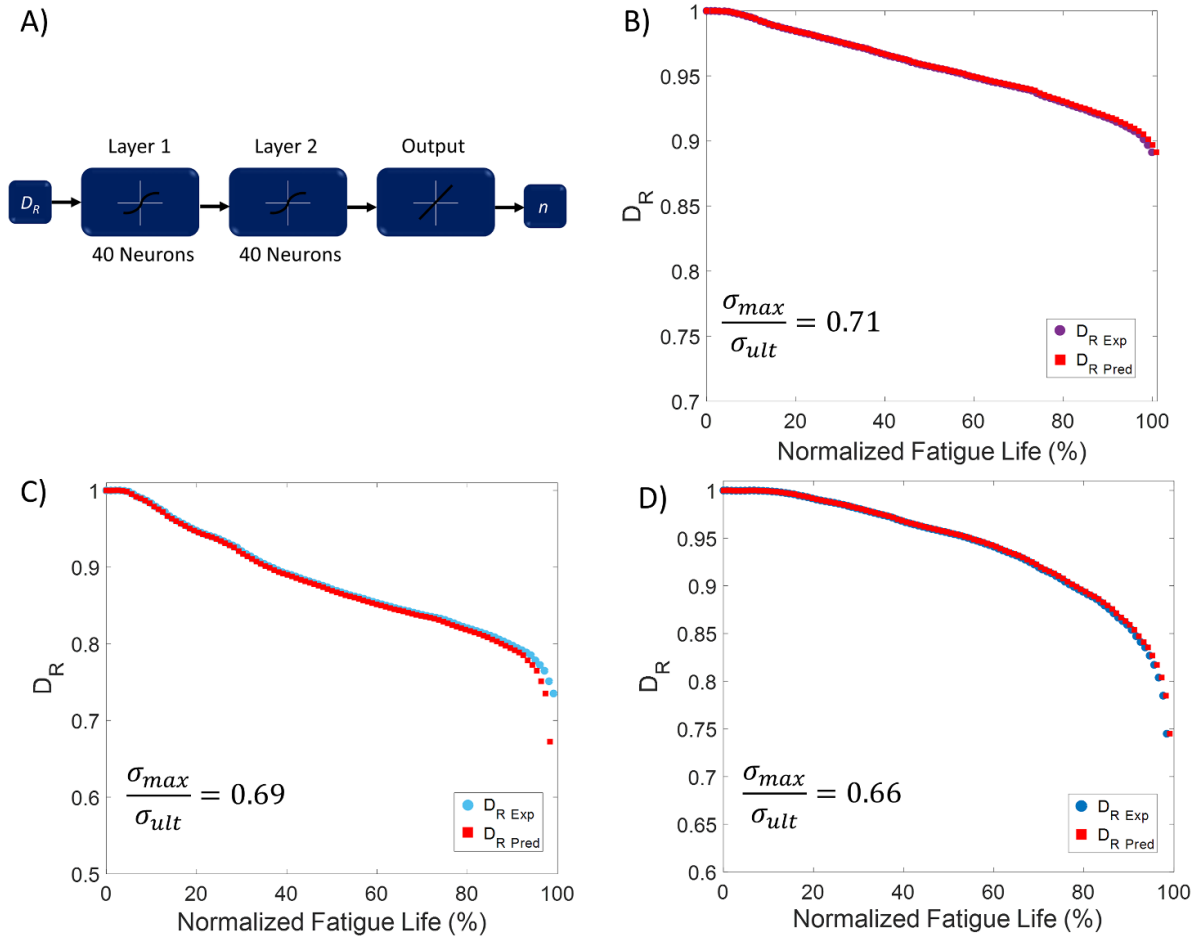 A)
Layer 1
Layer 2
Output
D_R
n
40 Neurons
40 Neurons
B)
1
0.95
0.9
0.85
0.8
0.75
0.7
D_R
0
20
40
60
80
100
Normalized Fatigue Life (%)
σ_max/σ_ult = 0.71
D_R Exp
D_R Pred
C)
1
0.9
0.8
0.7
0.6
0.5
D_R
0
20
40
60
80
100
Normalized Fatigue Life (%)
σ_max/σ_ult = 0.69
D_R Exp
D_R Pred
D)
1
0.95
0.9
0.85
0.8
0.75
0.7
0.65
0.6
D_R
0
20
40
60
80
100
Normalized Fatigue Life (%)
σ_max/σ_ult = 0.66
D_R Exp
D_R Pred